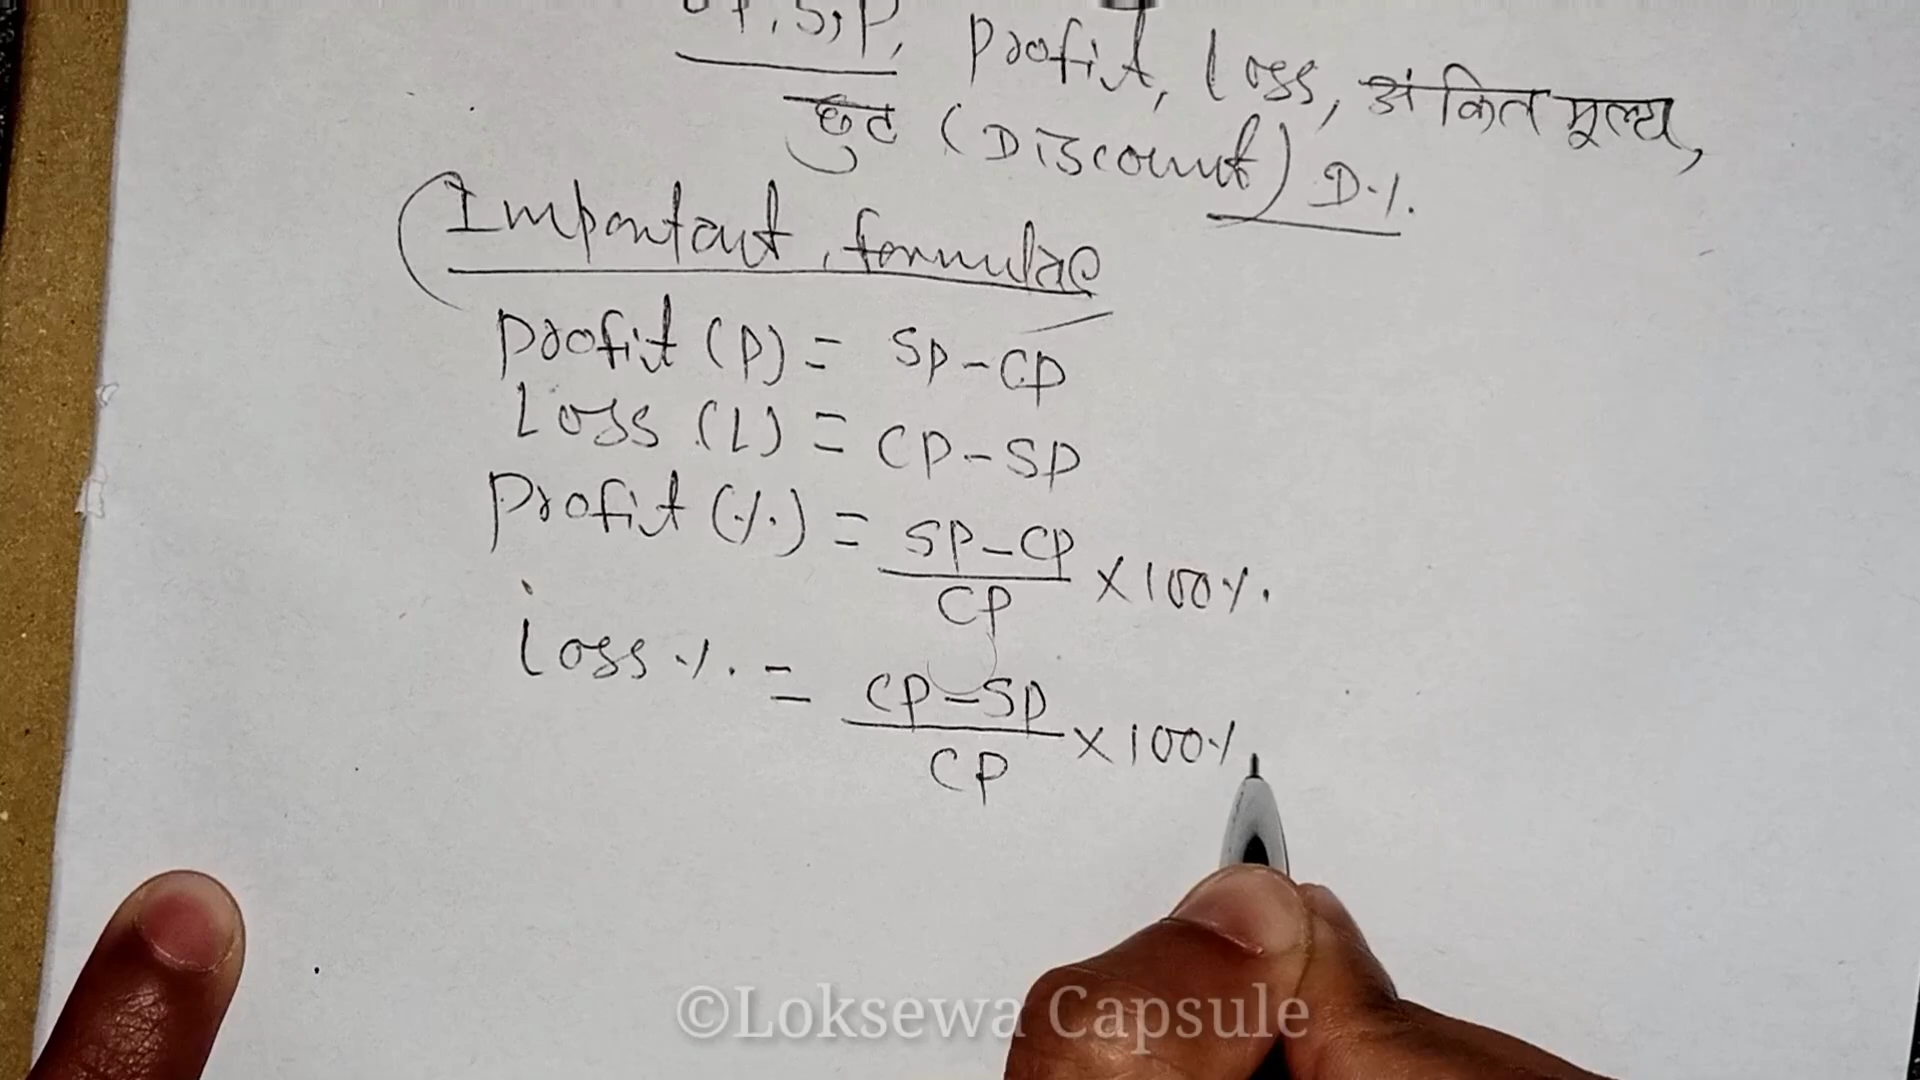 S.P, Profit, Loss, अंकित मूल्य,
छुट (Discount) D%.
Important formulae
Profit (P) = SP-CP
Loss (L) = CP-SP
Profit (%) = SP-CP
CP
×100%
Loss % = CP-SP
CP
×100%
©Loksewa Capsule